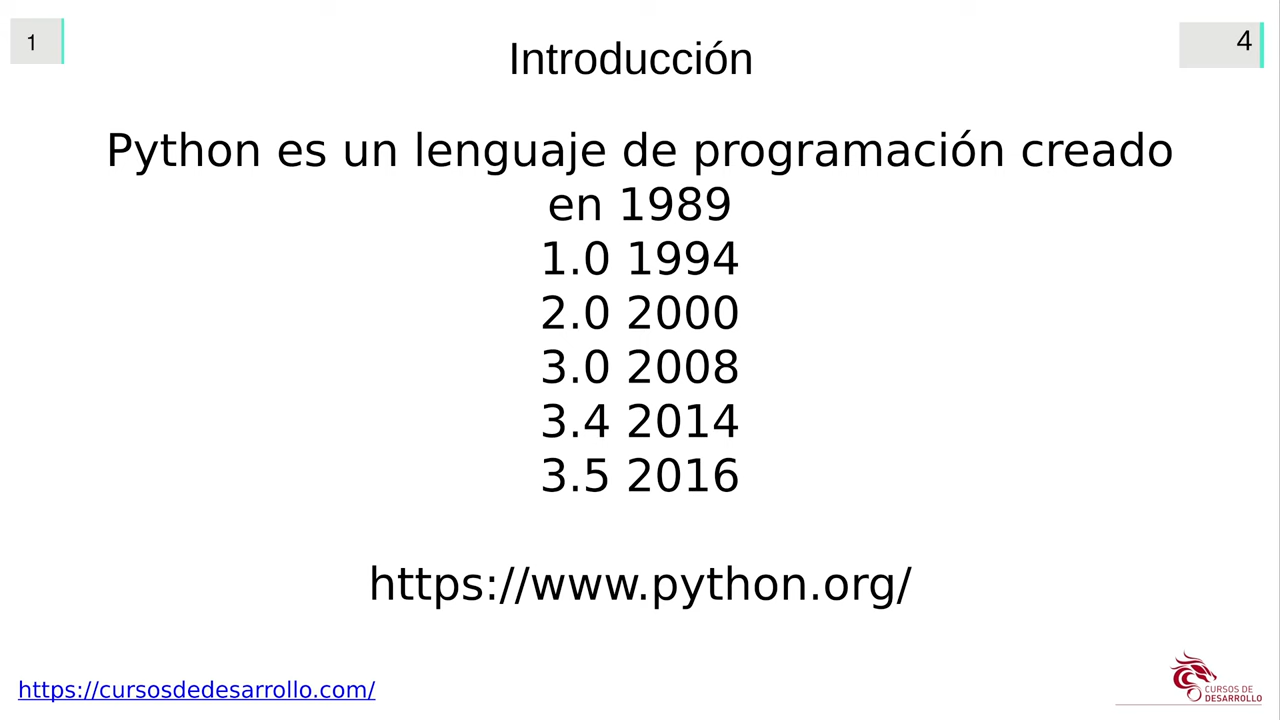 1
4
Introducción
Python es un lenguaje de programación creado
en 1989
1.0 1994
2.0 2000
3.0 2008
3.4 2014
3.5 2016
https://www.python.org/
https://cursosdedesarrollo.com/
CURSOS DE
DESARROLLO